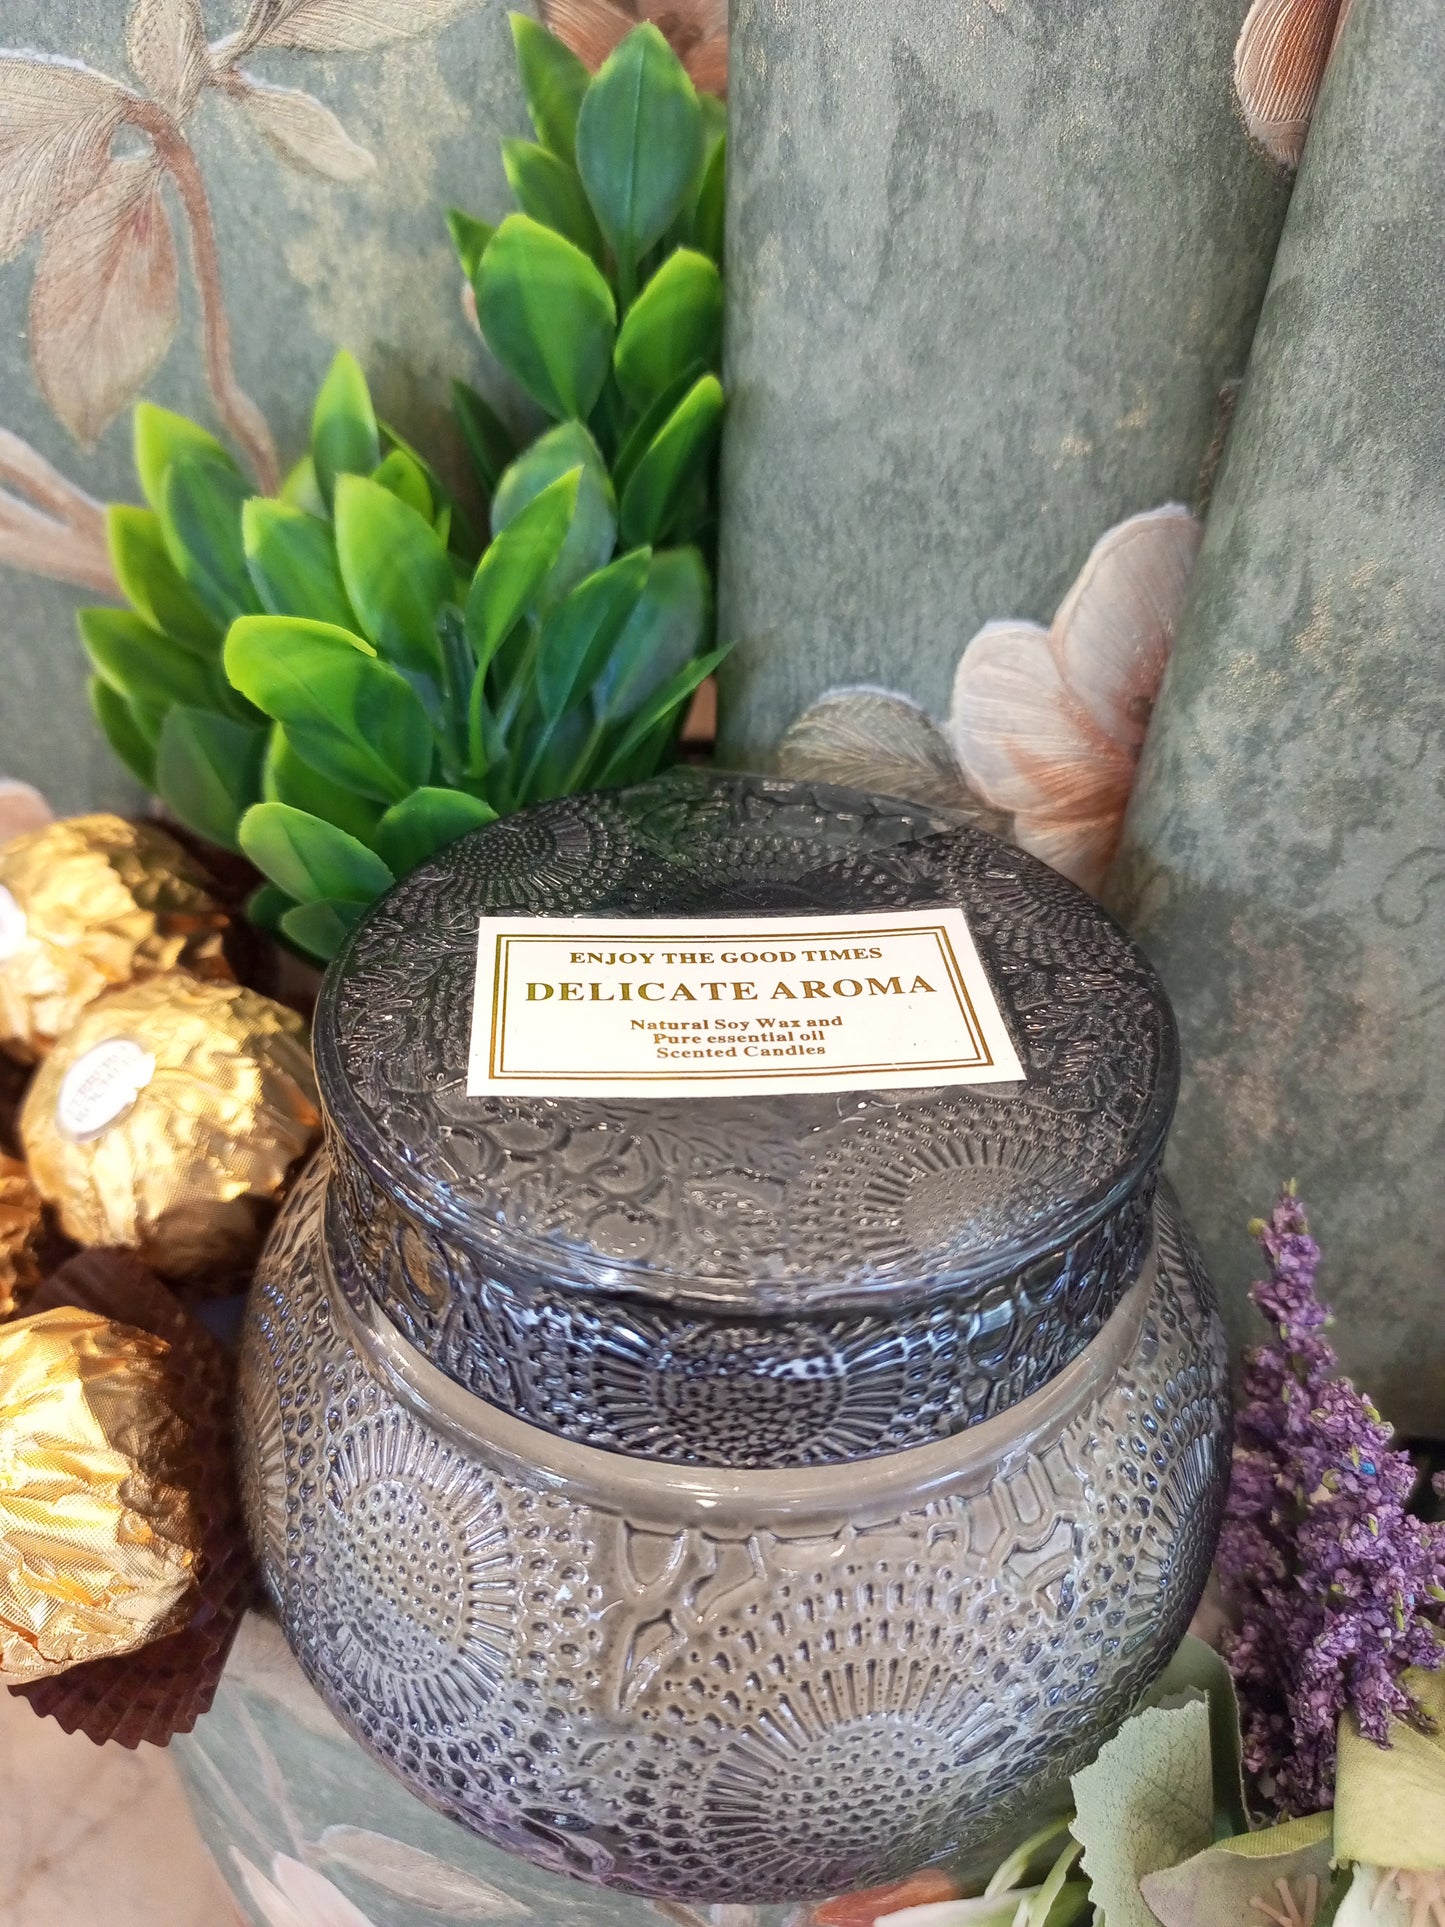 ENJOY THE GOOD TIMES
DELICATE AROMA
Natural Soy Wax and
Pure essential oil
Scented Candles